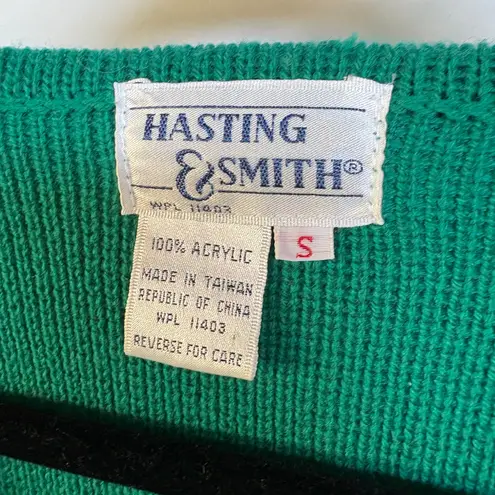 HASTING
& SMITH®
WPL 11403
S
100% ACRYLIC
MADE IN TAIWAN
REPUBLIC OF CHINA
WPL 11403
REVERSE FOR CARE